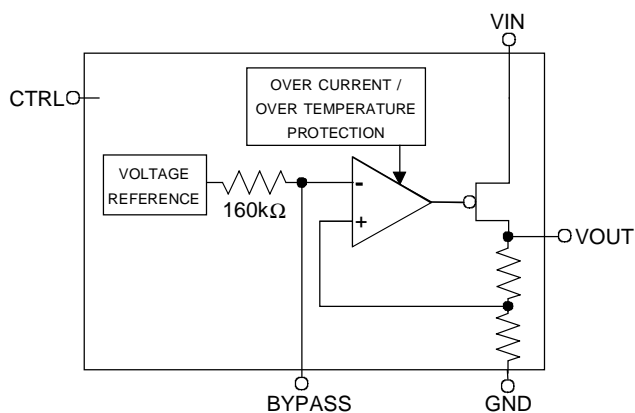 VIN
CTRL
OVER CURRENT /
OVER TEMPERATURE
PROTECTION
VOLTAGE
REFERENCE
160kΩ
-
+
VOUT
BYPASS
GND